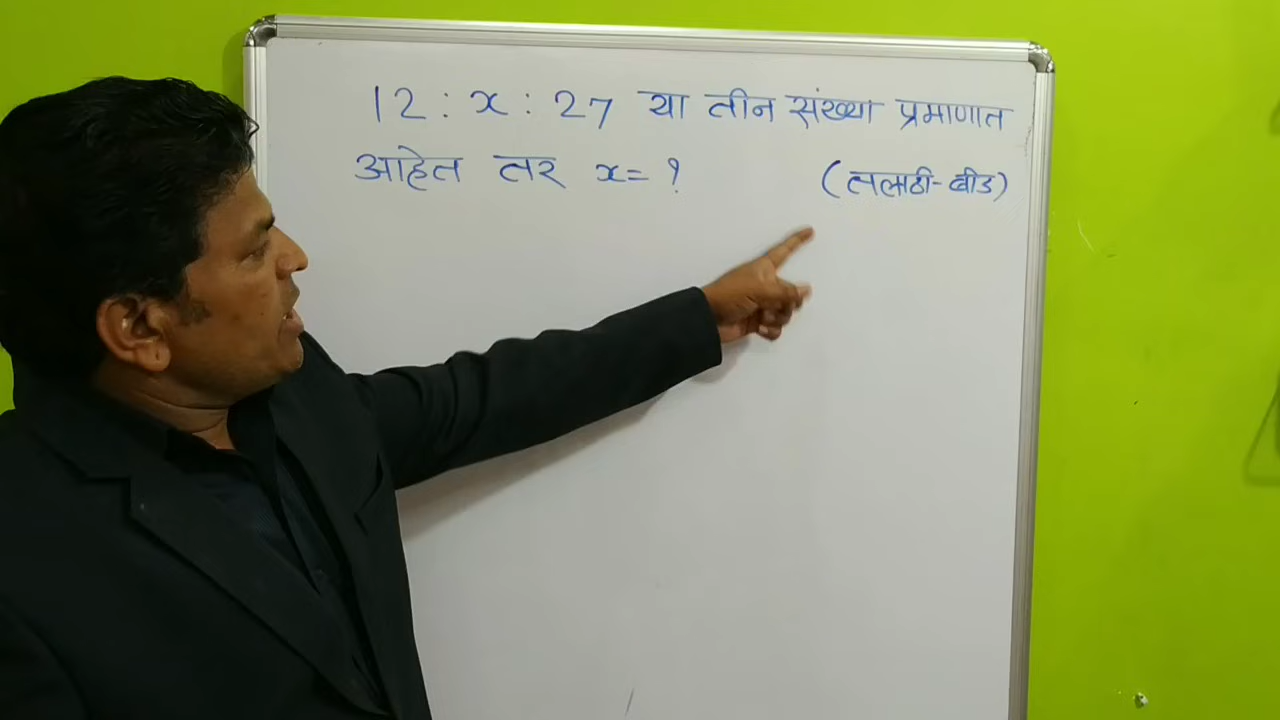 12 : x : 27 या तीन संख्या प्रमाणात
आहेत तर x = ?
(तलाठी - बीड)